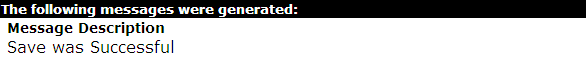 The following messages were generated:
Message Description
Save was Successful